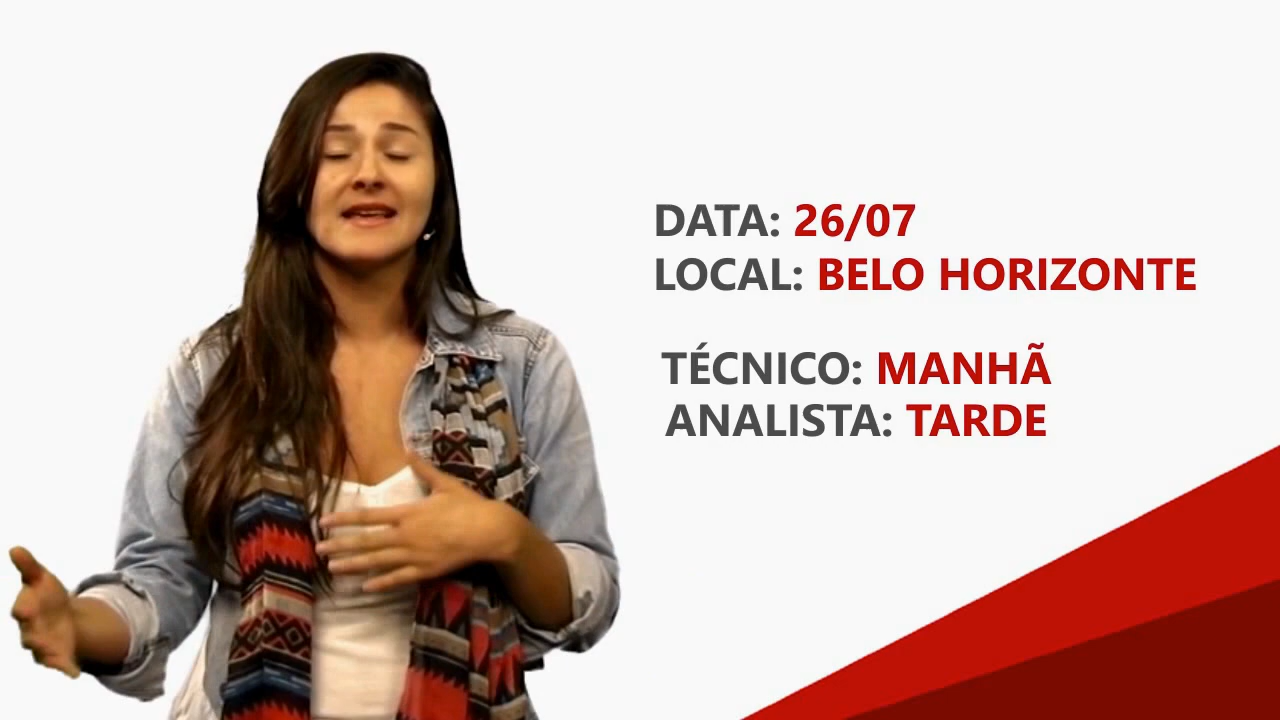 DATA: 26/07
LOCAL: BELO HORIZONTE
TÉCNICO: MANHÃ
ANALISTA: TARDE